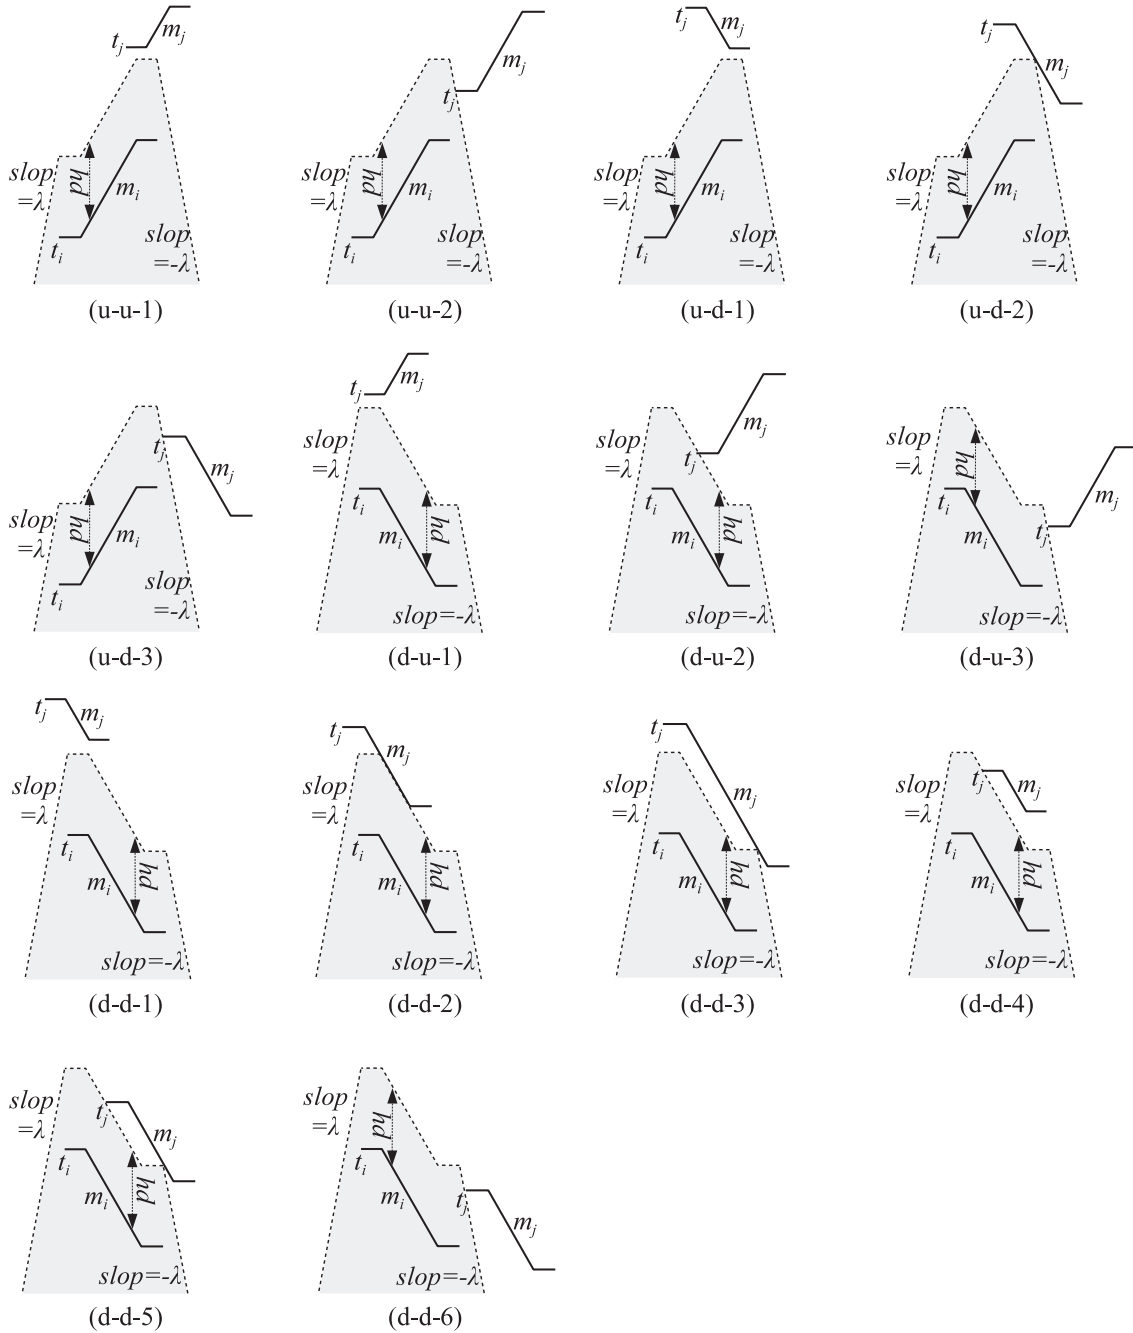 t_j m_j
slop
=λ
hd
m_i
t_i
slop
=-λ
(u-u-1)
m_j
t_j
slop
=λ
hd
m_i
t_i
slop
=-λ
(u-u-2)
t_j m_j
slop
=λ
hd
m_i
t_i
slop
=-λ
(u-d-1)
t_j
m_j
slop
=λ
hd
m_i
t_i
slop
=-λ
(u-d-2)
t_j
m_j
slop
=λ
hd
m_i
t_i
slop
=-λ
(u-d-3)
t_j m_j
slop
=λ
t_i
hd
m_i
slop=-λ
(d-u-1)
m_j
slop
=λ
t_j
t_i
hd
m_i
slop=-λ
(d-u-2)
slop
=λ
hd
t_i
m_j
t_j
m_i
slop=-λ
(d-u-3)
t_j m_j
slop
=λ
t_i
hd
m_i
slop=-λ
(d-d-1)
t_j
m_j
slop
=λ
t_i
hd
m_i
slop=-λ
(d-d-2)
t_j
slop
=λ
m_j
t_i
hd
m_i
slop=-λ
(d-d-3)
t_j m_j
slop
=λ
t_i
hd
m_i
slop=-λ
(d-d-4)
slop
=λ
t_j
m_j
t_i
hd
m_i
slop=-λ
(d-d-5)
slop
=λ
hd
t_i
t_j
m_i
m_j
slop=-λ
(d-d-6)